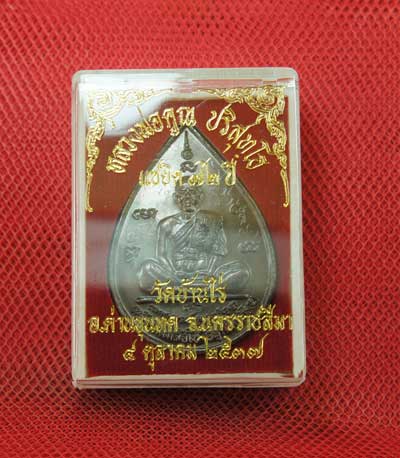 หลวงพ่อคูณ ปริสุทโธ
แซยิด ๗๒ ปี
วัดบ้านไร่
อ.ด่านขุนทด จ.นครราชสีมา
๔ ตุลาคม ๒๕๓๗